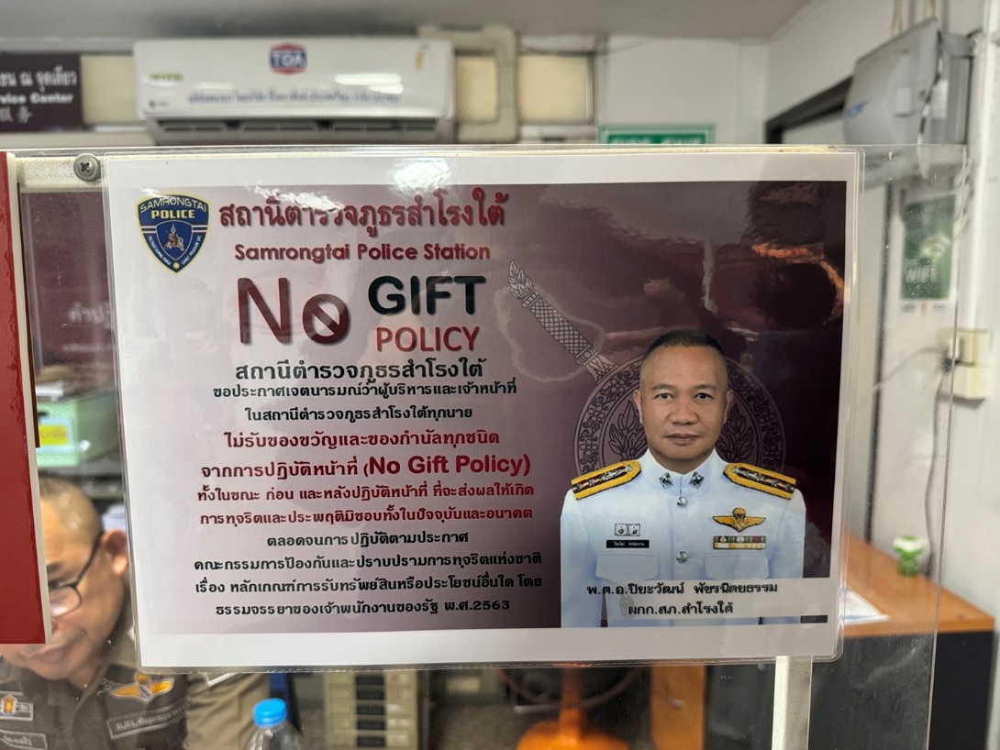 ชน ณ จุดเดียว
rvice Center
服务
TOA
SAMRONGTAI
POLICE
สถานีตำรวจภูธรสำโรงใต้
Samrongtai Police Station
No GIFT
POLICY
สถานีตำรวจภูธรสำโรงใต้
ขอประกาศเจตนารมณ์ว่าผู้บริหารและเจ้าหน้าที่
ในสถานีตำรวจภูธรสำโรงใต้ทุกนาย
ไม่รับของขวัญและของกำนัลทุกชนิด
จากการปฏิบัติหน้าที่ (No Gift Policy)
ทั้งในขณะ ก่อน และหลังปฏิบัติหน้าที่ ที่จะส่งผลให้เกิด
การทุจริตและประพฤติมิชอบทั้งในปัจจุบันและอนาคต
ตลอดจนการปฏิบัติตามประกาศ
คณะกรรมการป้องกันและปราบปรามการทุจริตแห่งชาติ
เรื่อง หลักเกณฑ์การรับทรัพย์สินหรือประโยชน์อื่นใด โดย
ธรรมจรรยาของเจ้าพนักงานของรัฐ พ.ศ.2563
พ.ต.อ.ปิยะวัฒน์ พัชรนิตยธรรม
ผกก.สภ.สำโรงใต้